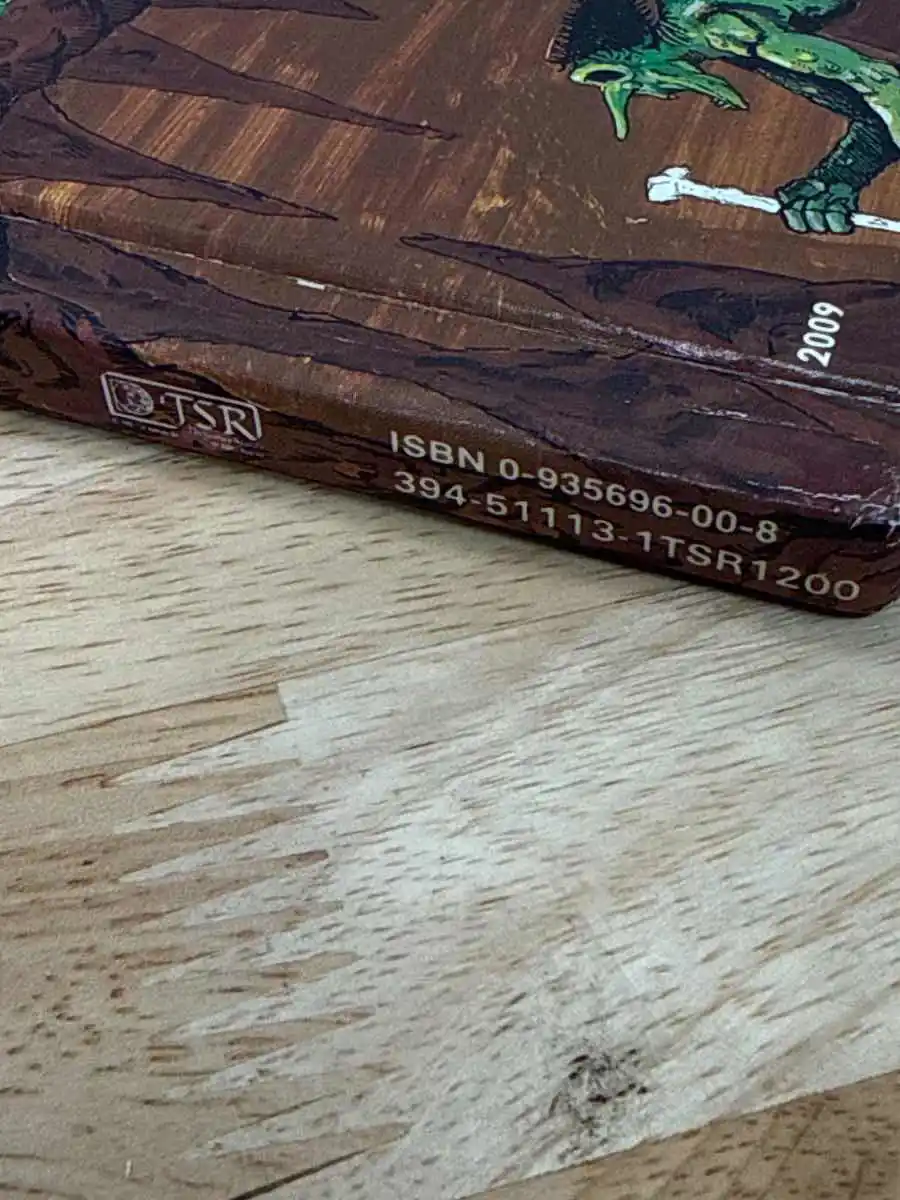 2009
TSR
ISBN 0-935696-00-8
394-51113-1TSR1200